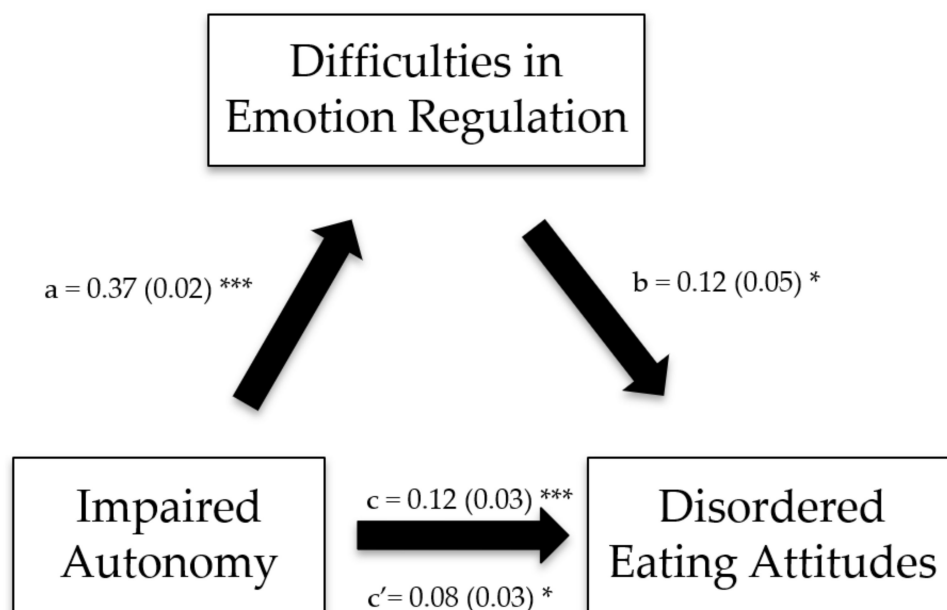 Difficulties in
Emotion Regulation
a = 0.37 (0.02) ***
b = 0.12 (0.05) *
Impaired
Autonomy
c = 0.12 (0.03) ***
c′= 0.08 (0.03) *
Disordered
Eating Attitudes